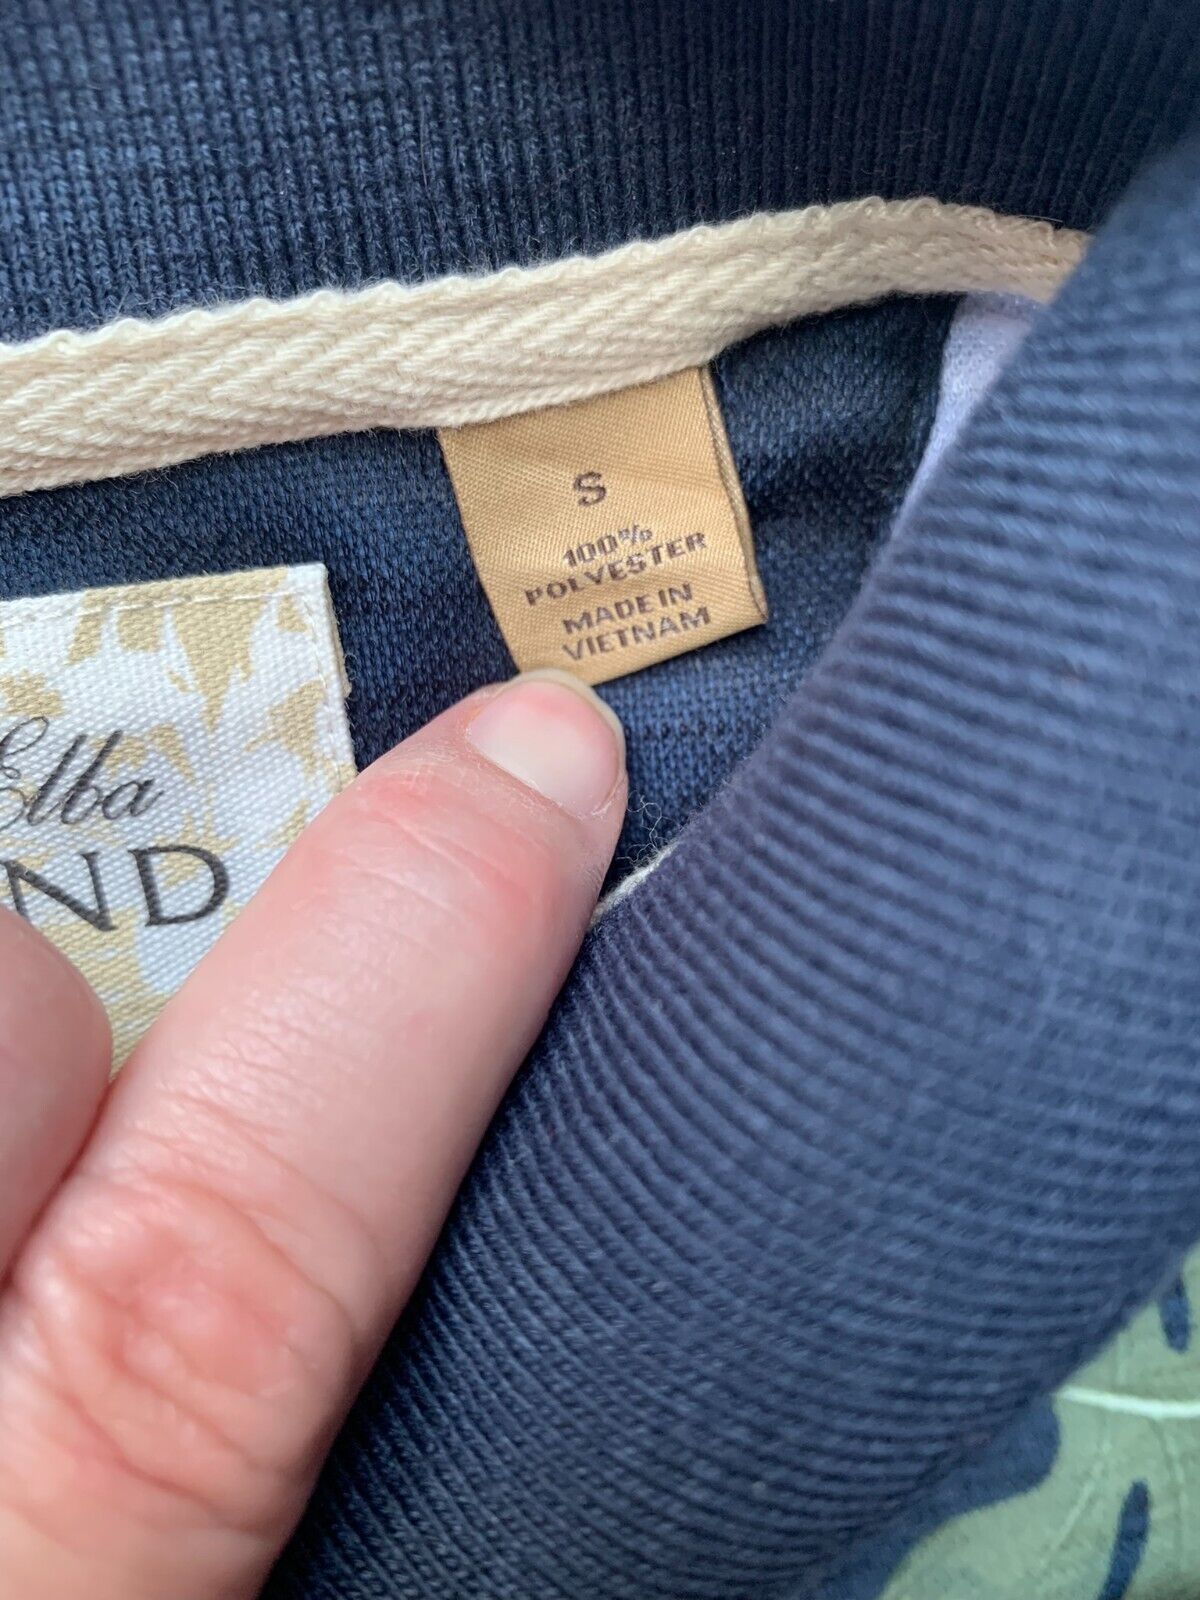 S
100%
POLYESTER
MADE IN
VIETNAM
Elba
ND